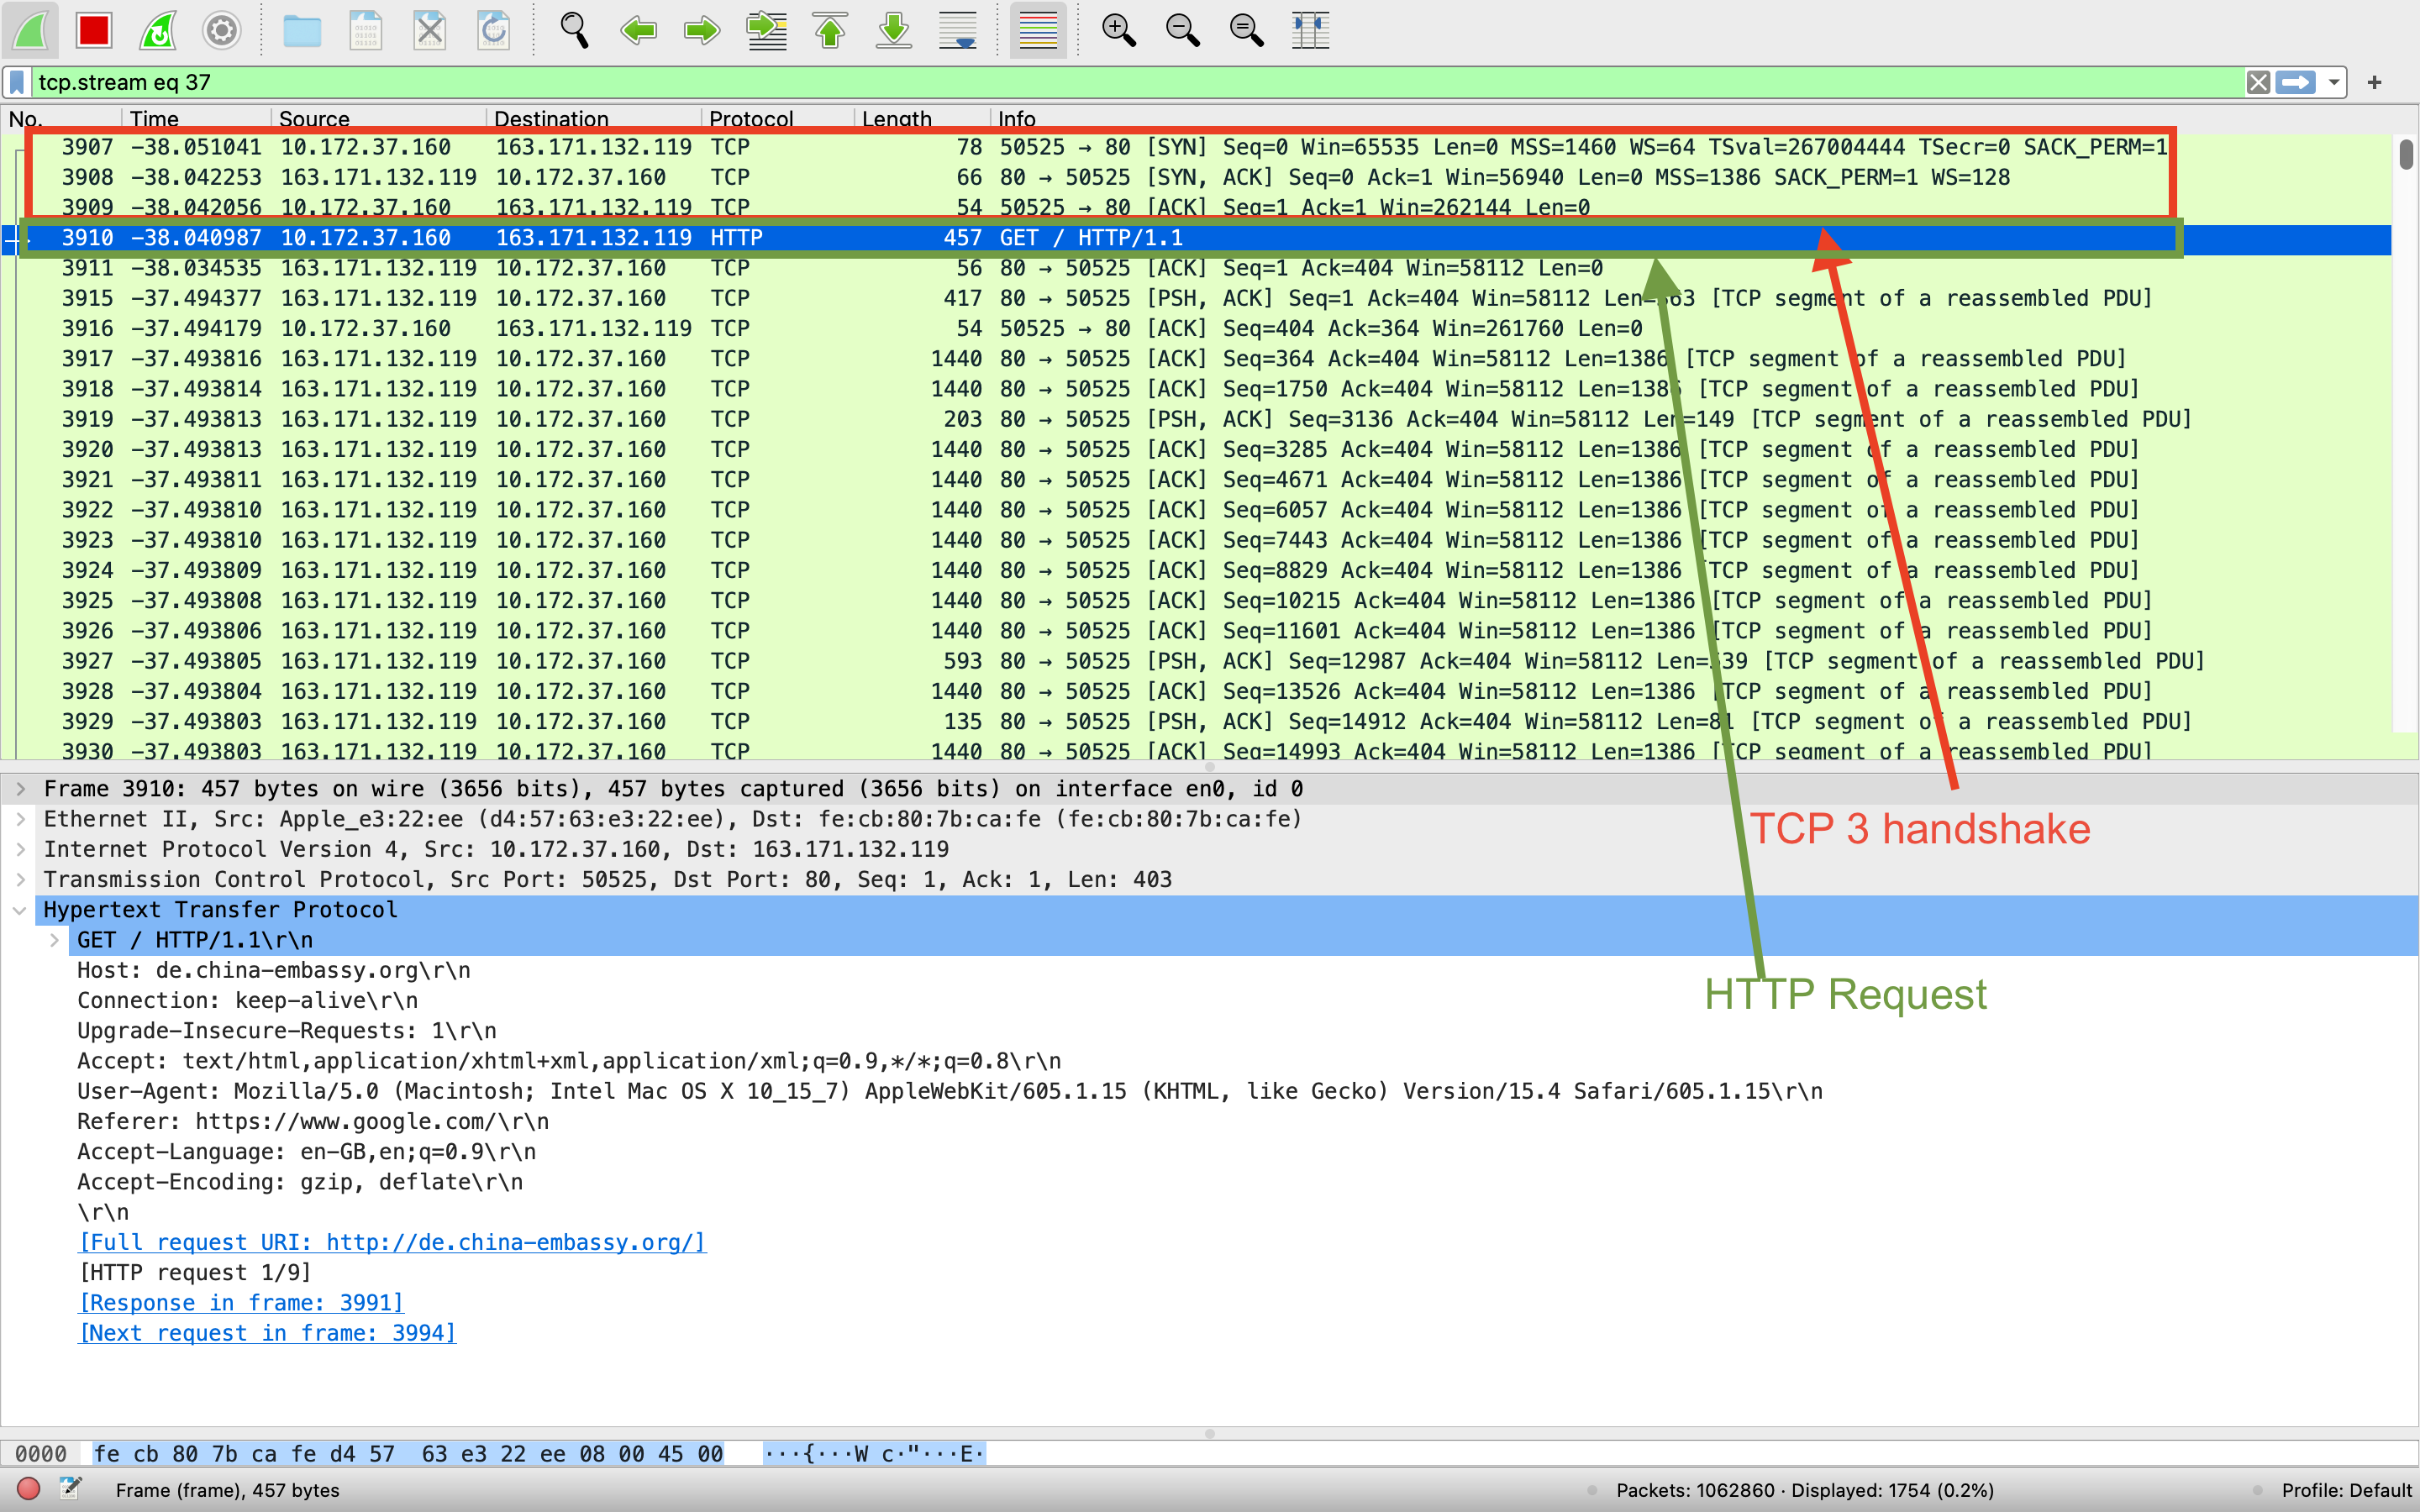 tcp.stream eq 37
No. Time Source Destination Protocol Length Info
3907 −38.051041 10.172.37.160 163.171.132.119 TCP 78 50525 → 80 [SYN] Seq=0 Win=65535 Len=0 MSS=1460 WS=64 TSval=267004444 TSecr=0 SACK_PERM=1
3908 −38.042253 163.171.132.119 10.172.37.160 TCP 66 80 → 50525 [SYN, ACK] Seq=0 Ack=1 Win=56940 Len=0 MSS=1386 SACK_PERM=1 WS=128
3909 −38.042056 10.172.37.160 163.171.132.119 TCP 54 50525 → 80 [ACK] Seq=1 Ack=1 Win=262144 Len=0
3910 −38.040987 10.172.37.160 163.171.132.119 HTTP 457 GET / HTTP/1.1
3911 −38.034535 163.171.132.119 10.172.37.160 TCP 56 80 → 50525 [ACK] Seq=1 Ack=404 Win=58112 Len=0
3915 −37.494377 163.171.132.119 10.172.37.160 TCP 417 80 → 50525 [PSH, ACK] Seq=1 Ack=404 Win=58112 Len=363 [TCP segment of a reassembled PDU]
3916 −37.494179 10.172.37.160 163.171.132.119 TCP 54 50525 → 80 [ACK] Seq=404 Ack=364 Win=261760 Len=0
3917 −37.493816 163.171.132.119 10.172.37.160 TCP 1440 80 → 50525 [ACK] Seq=364 Ack=404 Win=58112 Len=1386 [TCP segment of a reassembled PDU]
3918 −37.493814 163.171.132.119 10.172.37.160 TCP 1440 80 → 50525 [ACK] Seq=1750 Ack=404 Win=58112 Len=1386 [TCP segment of a reassembled PDU]
3919 −37.493813 163.171.132.119 10.172.37.160 TCP 203 80 → 50525 [PSH, ACK] Seq=3136 Ack=404 Win=58112 Len=149 [TCP segment of a reassembled PDU]
3920 −37.493813 163.171.132.119 10.172.37.160 TCP 1440 80 → 50525 [ACK] Seq=3285 Ack=404 Win=58112 Len=1386 [TCP segment of a reassembled PDU]
3921 −37.493811 163.171.132.119 10.172.37.160 TCP 1440 80 → 50525 [ACK] Seq=4671 Ack=404 Win=58112 Len=1386 [TCP segment of a reassembled PDU]
3922 −37.493810 163.171.132.119 10.172.37.160 TCP 1440 80 → 50525 [ACK] Seq=6057 Ack=404 Win=58112 Len=1386 [TCP segment of a reassembled PDU]
3923 −37.493810 163.171.132.119 10.172.37.160 TCP 1440 80 → 50525 [ACK] Seq=7443 Ack=404 Win=58112 Len=1386 [TCP segment of a reassembled PDU]
3924 −37.493809 163.171.132.119 10.172.37.160 TCP 1440 80 → 50525 [ACK] Seq=8829 Ack=404 Win=58112 Len=1386 [TCP segment of a reassembled PDU]
3925 −37.493808 163.171.132.119 10.172.37.160 TCP 1440 80 → 50525 [ACK] Seq=10215 Ack=404 Win=58112 Len=1386 [TCP segment of a reassembled PDU]
3926 −37.493806 163.171.132.119 10.172.37.160 TCP 1440 80 → 50525 [ACK] Seq=11601 Ack=404 Win=58112 Len=1386 [TCP segment of a reassembled PDU]
3927 −37.493805 163.171.132.119 10.172.37.160 TCP 593 80 → 50525 [PSH, ACK] Seq=12987 Ack=404 Win=58112 Len=539 [TCP segment of a reassembled PDU]
3928 −37.493804 163.171.132.119 10.172.37.160 TCP 1440 80 → 50525 [ACK] Seq=13526 Ack=404 Win=58112 Len=1386 [TCP segment of a reassembled PDU]
3929 −37.493803 163.171.132.119 10.172.37.160 TCP 135 80 → 50525 [PSH, ACK] Seq=14912 Ack=404 Win=58112 Len=81 [TCP segment of a reassembled PDU]
3930 −37.493803 163.171.132.119 10.172.37.160 TCP 1440 80 → 50525 [ACK] Seq=14993 Ack=404 Win=58112 Len=1386 [TCP segment of a reassembled PDU]
Frame 3910: 457 bytes on wire (3656 bits), 457 bytes captured (3656 bits) on interface en0, id 0
Ethernet II, Src: Apple_e3:22:ee (d4:57:63:e3:22:ee), Dst: fe:cb:80:7b:ca:fe (fe:cb:80:7b:ca:fe)
TCP 3 handshake
Internet Protocol Version 4, Src: 10.172.37.160, Dst: 163.171.132.119
Transmission Control Protocol, Src Port: 50525, Dst Port: 80, Seq: 1, Ack: 1, Len: 403
Hypertext Transfer Protocol
GET / HTTP/1.1\r\n
Host: de.china-embassy.org\r\n
HTTP Request
Connection: keep-alive\r\n
Upgrade-Insecure-Requests: 1\r\n
Accept: text/html,application/xhtml+xml,application/xml;q=0.9,*/*;q=0.8\r\n
User-Agent: Mozilla/5.0 (Macintosh; Intel Mac OS X 10_15_7) AppleWebKit/605.1.15 (KHTML, like Gecko) Version/15.4 Safari/605.1.15\r\n
Referer: https://www.google.com/\r\n
Accept-Language: en-GB,en;q=0.9\r\n
Accept-Encoding: gzip, deflate\r\n
\r\n
[Full request URI: http://de.china-embassy.org/]
[HTTP request 1/9]
[Response in frame: 3991]
[Next request in frame: 3994]
0000 fe cb 80 7b ca fe d4 57 63 e3 22 ee 08 00 45 00 ···{···W c·"···E·
Frame (frame), 457 bytes Packets: 1062860 · Displayed: 1754 (0.2%) Profile: Default